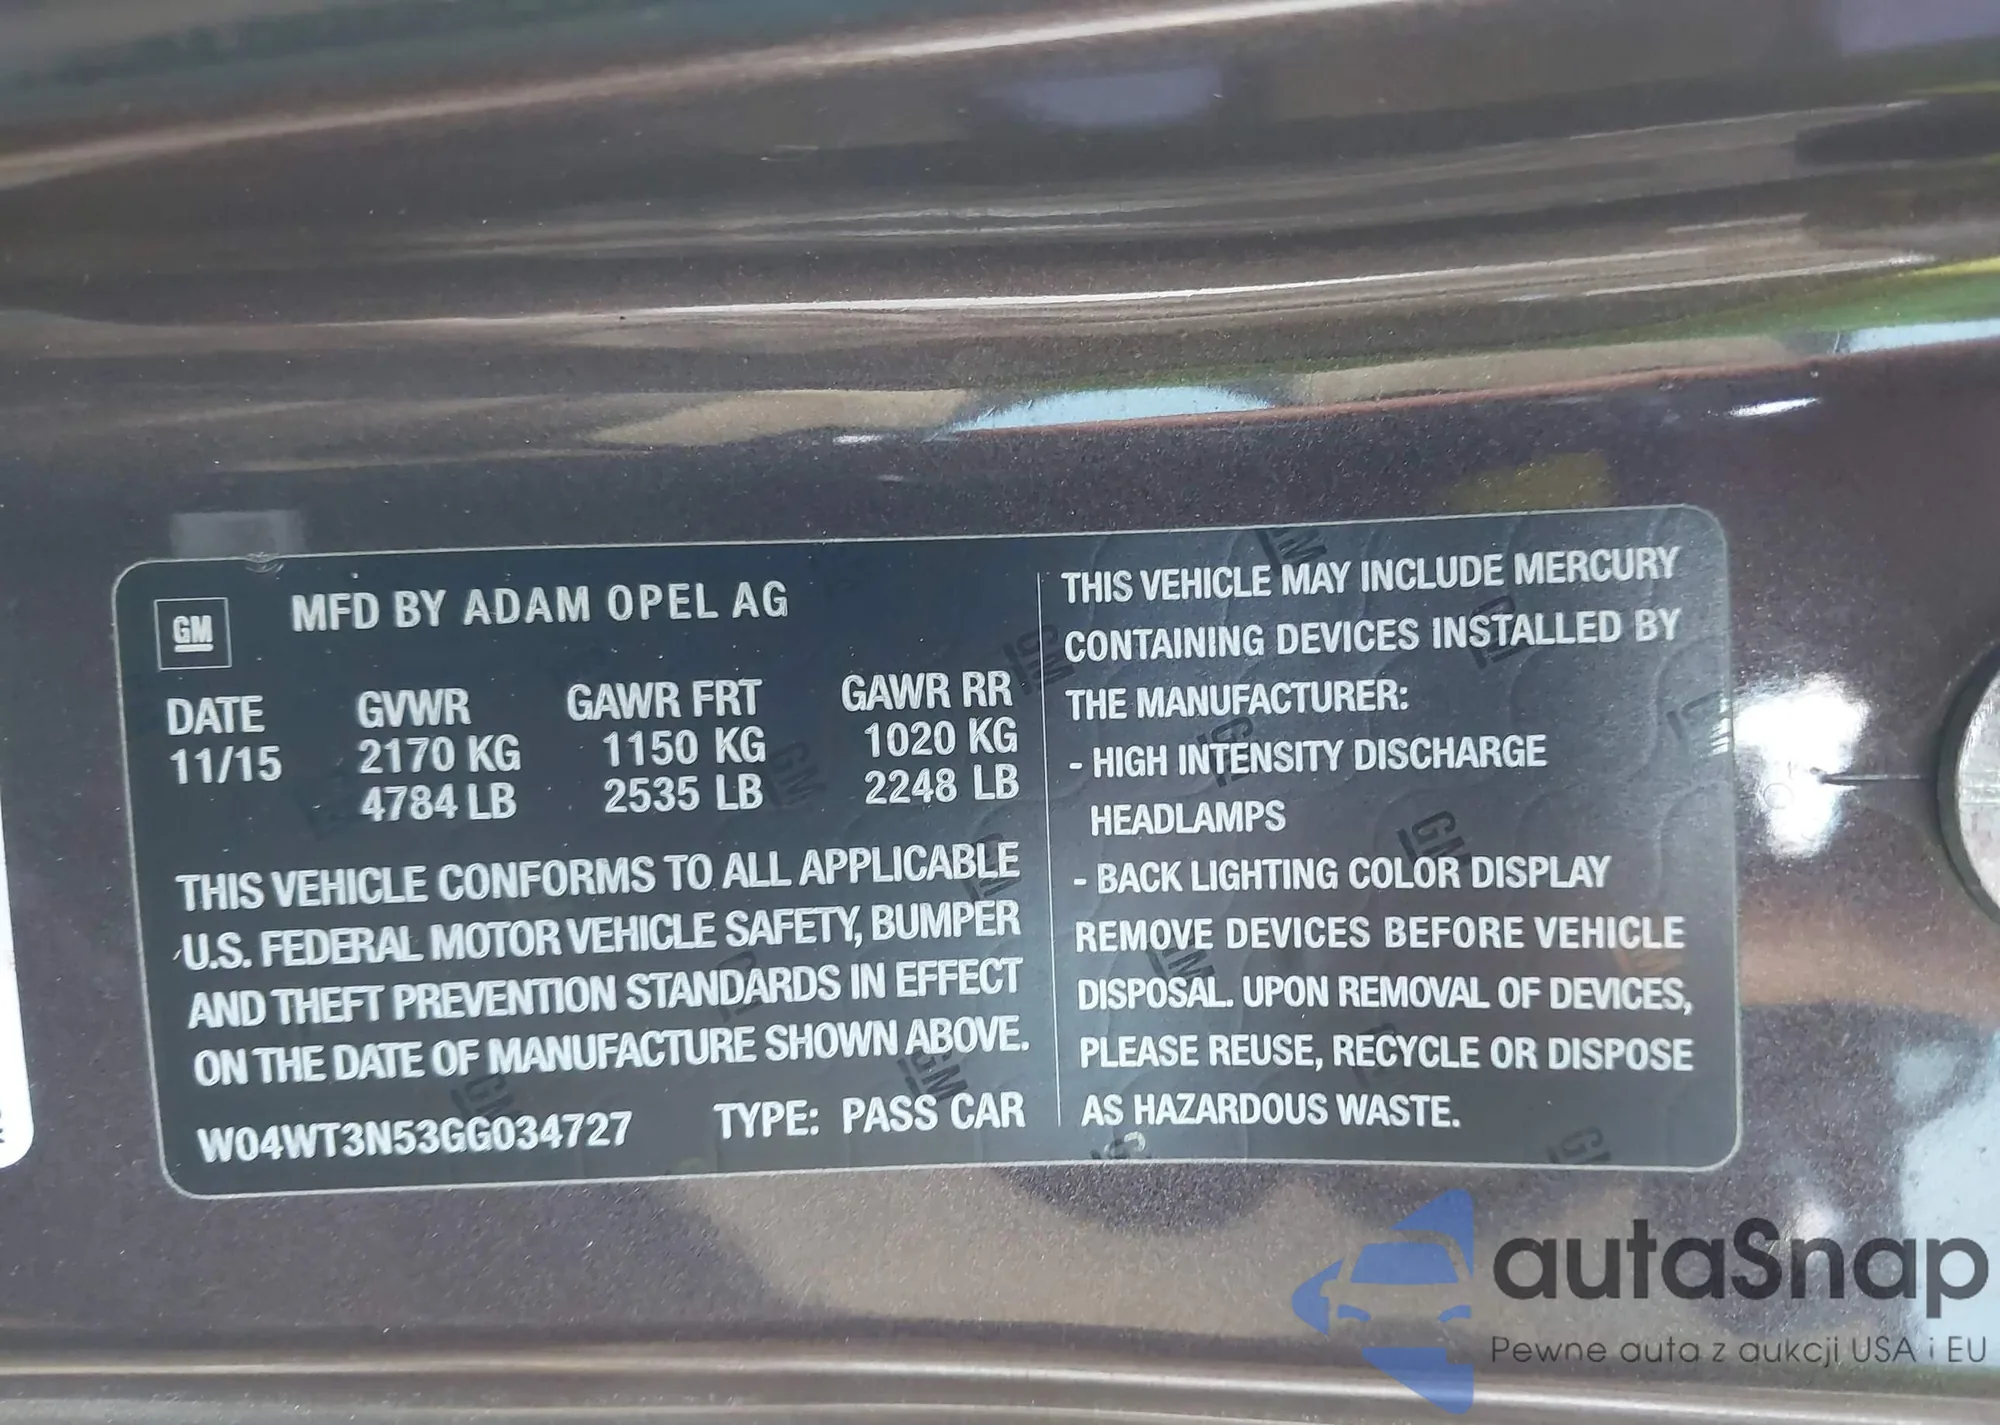 GM
MFD BY ADAM OPEL AG
DATE GVWR GAWR FRT GAWR RR
11/15 2170 KG 1150 KG 1020 KG
4784 LB 2535 LB 2248 LB
THIS VEHICLE CONFORMS TO ALL APPLICABLE
U.S. FEDERAL MOTOR VEHICLE SAFETY, BUMPER
AND THEFT PREVENTION STANDARDS IN EFFECT
ON THE DATE OF MANUFACTURE SHOWN ABOVE.
W04WT3N53GG034727 TYPE: PASS CAR
THIS VEHICLE MAY INCLUDE MERCURY
CONTAINING DEVICES INSTALLED BY
THE MANUFACTURER:
- HIGH INTENSITY DISCHARGE
HEADLAMPS
- BACK LIGHTING COLOR DISPLAY
REMOVE DEVICES BEFORE VEHICLE
DISPOSAL. UPON REMOVAL OF DEVICES,
PLEASE REUSE, RECYCLE OR DISPOSE
AS HAZARDOUS WASTE.
autaSnap
Pewne auta z aukcji USA i EU